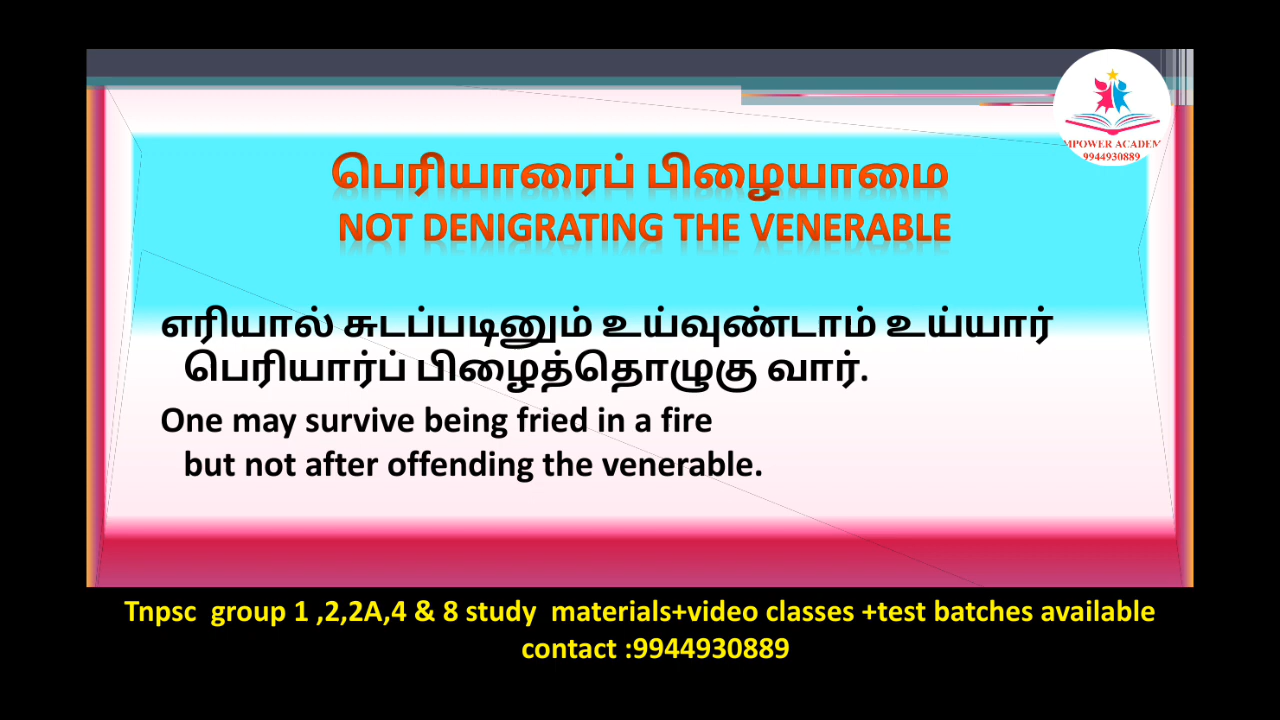 MPOWER ACADEM
9944930889
பெரியாரைப் பிழையாமை
NOT DENIGRATING THE VENERABLE
எரியால் சுடப்படினும் உய்வுண்டாம் உய்யார்
பெரியார்ப் பிழைத்தொழுகு வார்.
One may survive being fried in a fire
but not after offending the venerable.
Tnpsc group 1 ,2,2A,4 & 8 study materials+video classes +test batches available
contact :9944930889